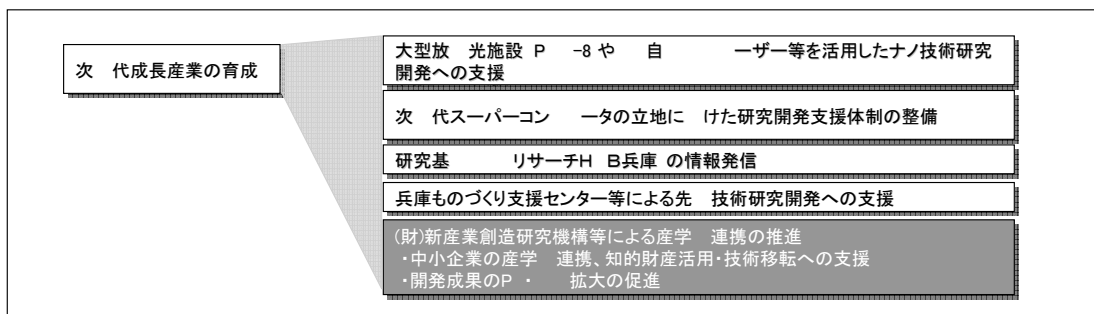 次 代成長産業の育成
大型放 光施設 P -8 や 自 ーザー等を活用したナノ技術研究
開発への支援
次 代スーパーコン ータの立地に けた研究開発支援体制の整備
研究基 リサーチH B兵庫 の情報発信
兵庫ものづくり支援センター等による先 技術研究開発への支援
(財)新産業創造研究機構等による産学 連携の推進
・中小企業の産学 連携、知的財産活用・技術移転への支援
・開発成果のP ・ 拡大の促進